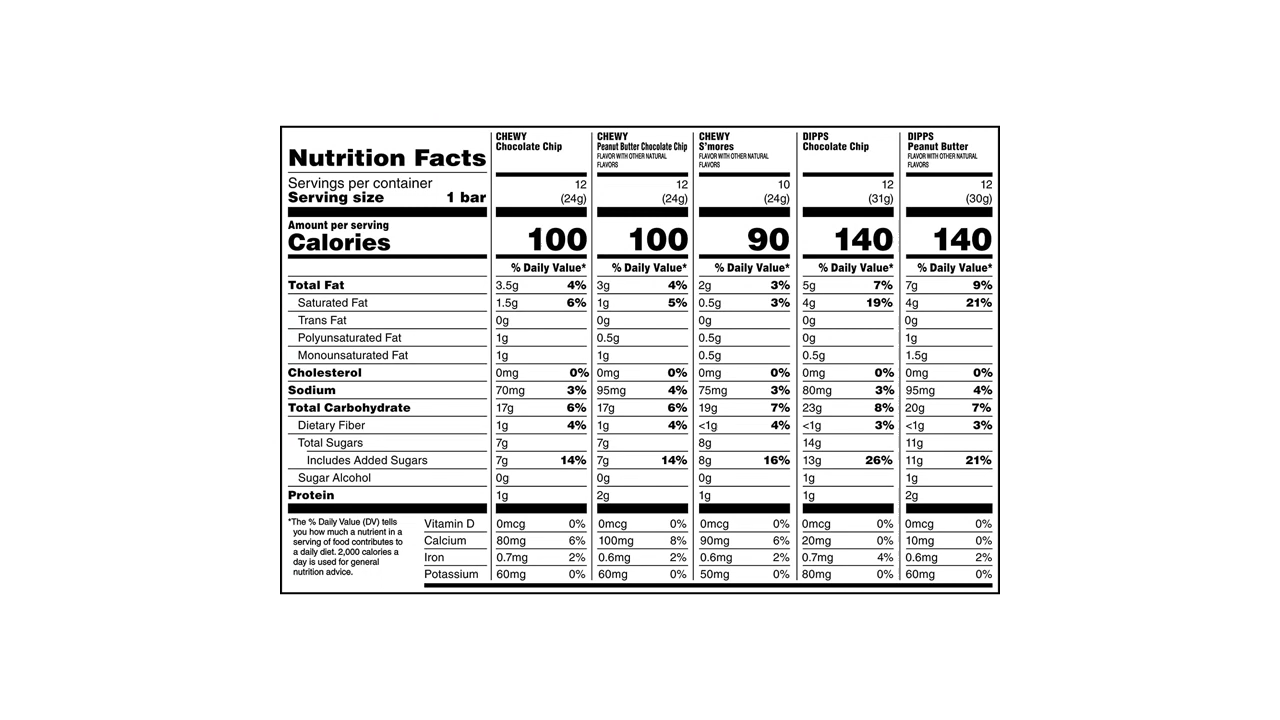 Nutrition Facts
CHEWY
Chocolate Chip
CHEWY
Peanut Butter Chocolate Chip
FLAVOR WITH OTHER NATURAL
FLAVORS
CHEWY
S'mores
FLAVOR WITH OTHER NATURAL
FLAVORS
DIPPS
Chocolate Chip
DIPPS
Peanut Butter
FLAVOR WITH OTHER NATURAL
FLAVORS
Servings per container 12 12 10 12 12
Serving size 1 bar (24g) (24g) (24g) (31g) (30g)
Amount per serving
Calories 100 100 90 140 140
% Daily Value* % Daily Value* % Daily Value* % Daily Value* % Daily Value*
Total Fat 3.5g 4% 3g 4% 2g 3% 5g 7% 7g 9%
Saturated Fat 1.5g 6% 1g 5% 0.5g 3% 4g 19% 4g 21%
Trans Fat 0g 0g 0g 0g 0g
Polyunsaturated Fat 1g 0.5g 0.5g 0g 1g
Monounsaturated Fat 1g 1g 0.5g 0.5g 1.5g
Cholesterol 0mg 0% 0mg 0% 0mg 0% 0mg 0% 0mg 0%
Sodium 70mg 3% 95mg 4% 75mg 3% 80mg 3% 95mg 4%
Total Carbohydrate 17g 6% 17g 6% 19g 7% 23g 8% 20g 7%
Dietary Fiber 1g 4% 1g 4% <1g 4% <1g 3% <1g 3%
Total Sugars 7g 7g 8g 14g 11g
Includes Added Sugars 7g 14% 7g 14% 8g 16% 13g 26% 11g 21%
Sugar Alcohol 0g 0g 0g 1g 1g
Protein 1g 2g 1g 1g 2g
*The % Daily Value (DV) tells
you how much a nutrient in a
serving of food contributes to
a daily diet. 2,000 calories a
day is used for general
nutrition advice.
Vitamin D 0mcg 0% 0mcg 0% 0mcg 0% 0mcg 0% 0mcg 0%
Calcium 80mg 6% 100mg 8% 90mg 6% 20mg 0% 10mg 0%
Iron 0.7mg 2% 0.6mg 2% 0.6mg 2% 0.7mg 4% 0.6mg 2%
Potassium 60mg 0% 60mg 0% 50mg 0% 80mg 0% 60mg 0%